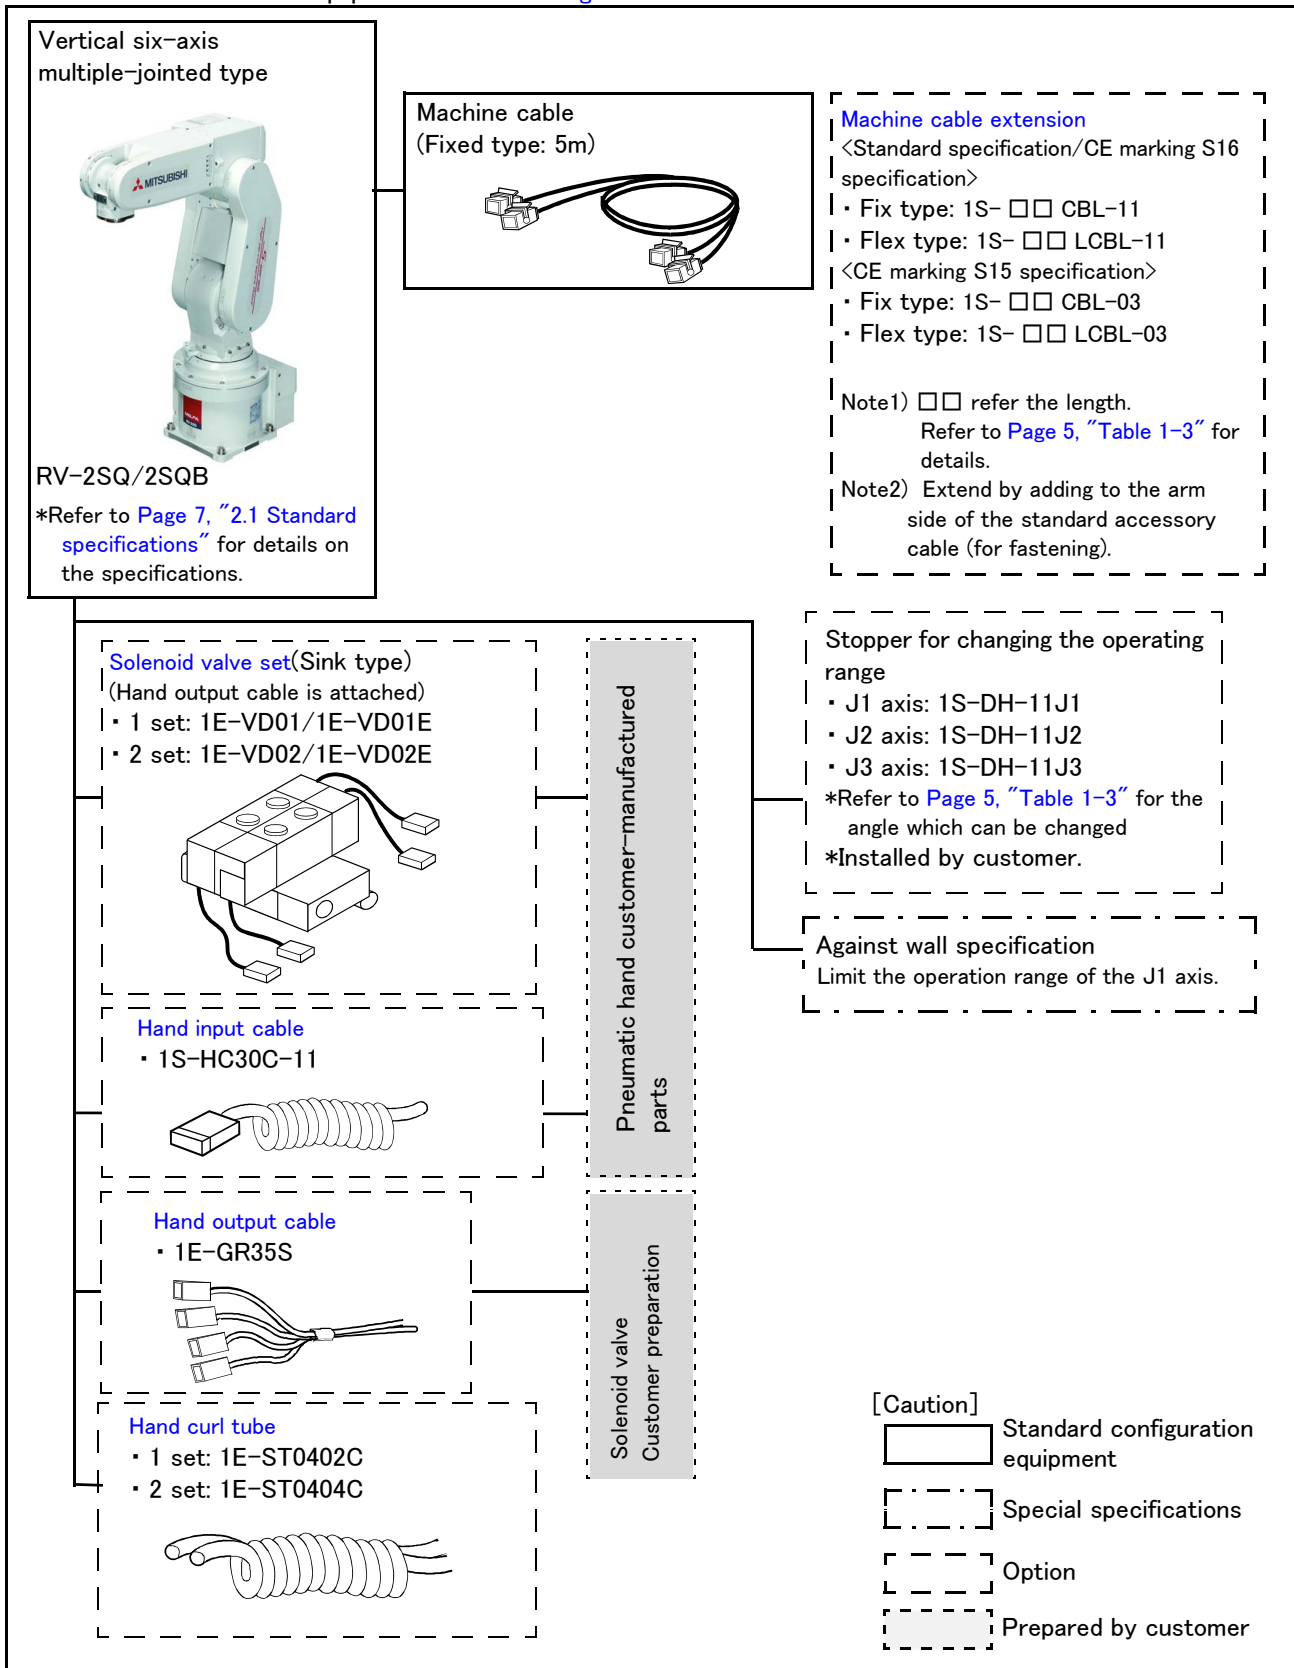 Vertical six-axis
multiple-jointed type
MITSUBISHI
RV-2SQ/2SQB
*Refer to Page 7, "2.1 Standard
specifications" for details on
the specifications.
Machine cable
(Fixed type: 5m)
Machine cable extension
<Standard specification/CE marking S16
specification>
・Fix type: 1S- □□ CBL-11
・Flex type: 1S- □□ LCBL-11
<CE marking S15 specification>
・Fix type: 1S- □□ CBL-03
・Flex type: 1S- □□ LCBL-03
Note1) □□ refer the length.
Refer to Page 5, "Table 1-3" for
details.
Note2) Extend by adding to the arm
side of the standard accessory
cable (for fastening).
Solenoid valve set(Sink type)
(Hand output cable is attached)
・1 set: 1E-VD01/1E-VD01E
・2 set: 1E-VD02/1E-VD02E
Hand input cable
・1S-HC30C-11
Hand output cable
・1E-GR35S
Hand curl tube
・1 set: 1E-ST0402C
・2 set: 1E-ST0404C
Pneumatic hand customer-manufactured
parts
Solenoid valve
Customer preparation
Stopper for changing the operating
range
・J1 axis: 1S-DH-11J1
・J2 axis: 1S-DH-11J2
・J3 axis: 1S-DH-11J3
*Refer to Page 5, "Table 1-3" for the
angle which can be changed
*Installed by customer.
Against wall specification
Limit the operation range of the J1 axis.
[Caution]
Standard configuration
equipment
Special specifications
Option
Prepared by customer